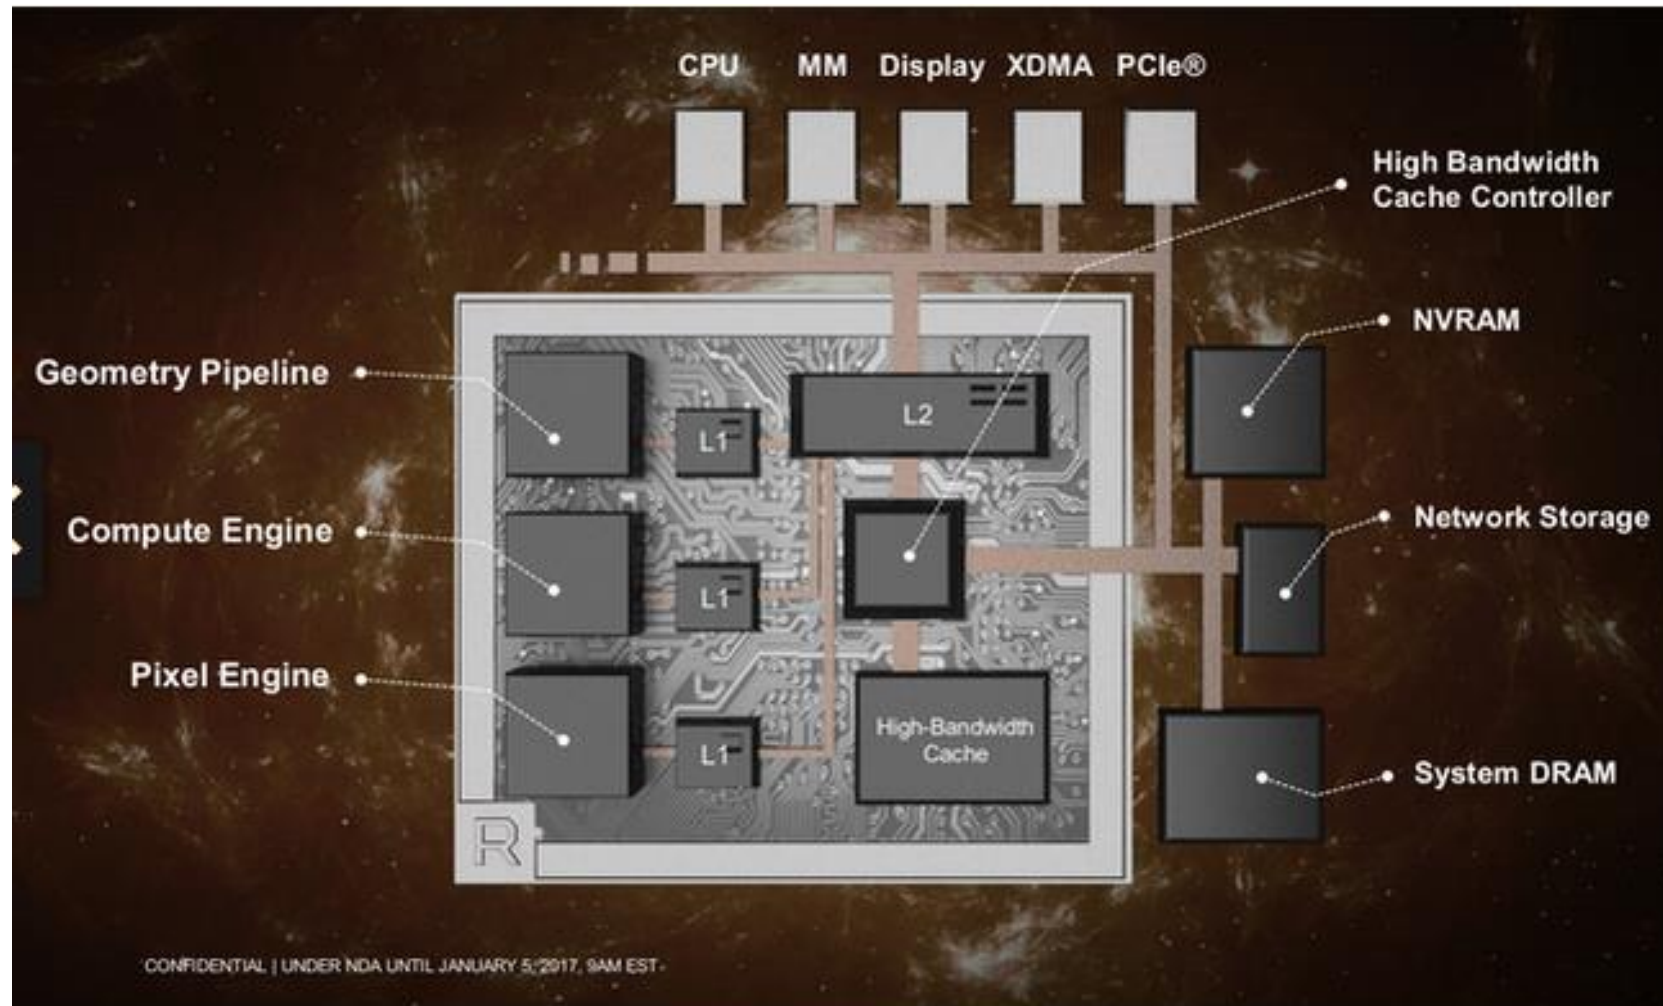 CPU MM Display XDMA PCIe®
High Bandwidth
Cache Controller
NVRAM
Geometry Pipeline
L1
L2
Network Storage
Compute Engine
L1
Pixel Engine
L1
High-Bandwidth
Cache
System DRAM
R
CONFIDENTIAL | UNDER NDA UNTIL JANUARY 5, 2017, 9AM EST